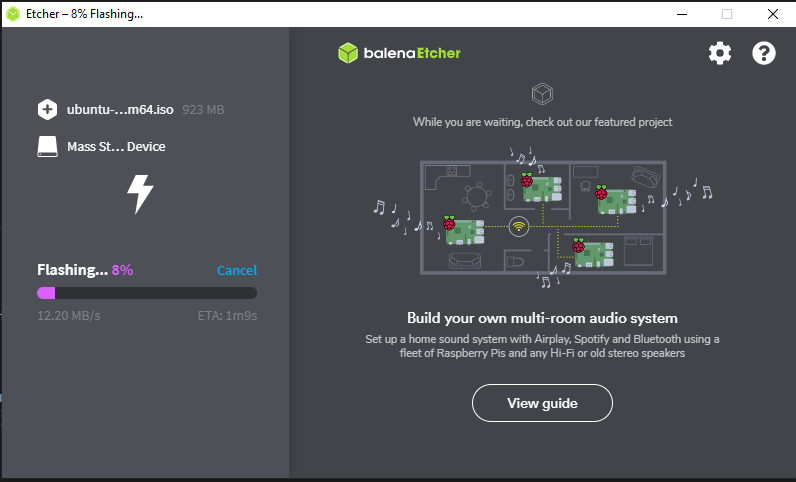 Etcher – 8% Flashing...
balenaEtcher
ubuntu-...m64.iso 923 MB
Mass St... Device
Flashing... 8% Cancel
12.20 MB/s ETA: 1m9s
While you are waiting, check out our featured project
Build your own multi-room audio system
Set up a home sound system with Airplay, Spotify and Bluetooth using a
fleet of Raspberry Pis and any Hi-Fi or old stereo speakers
View guide